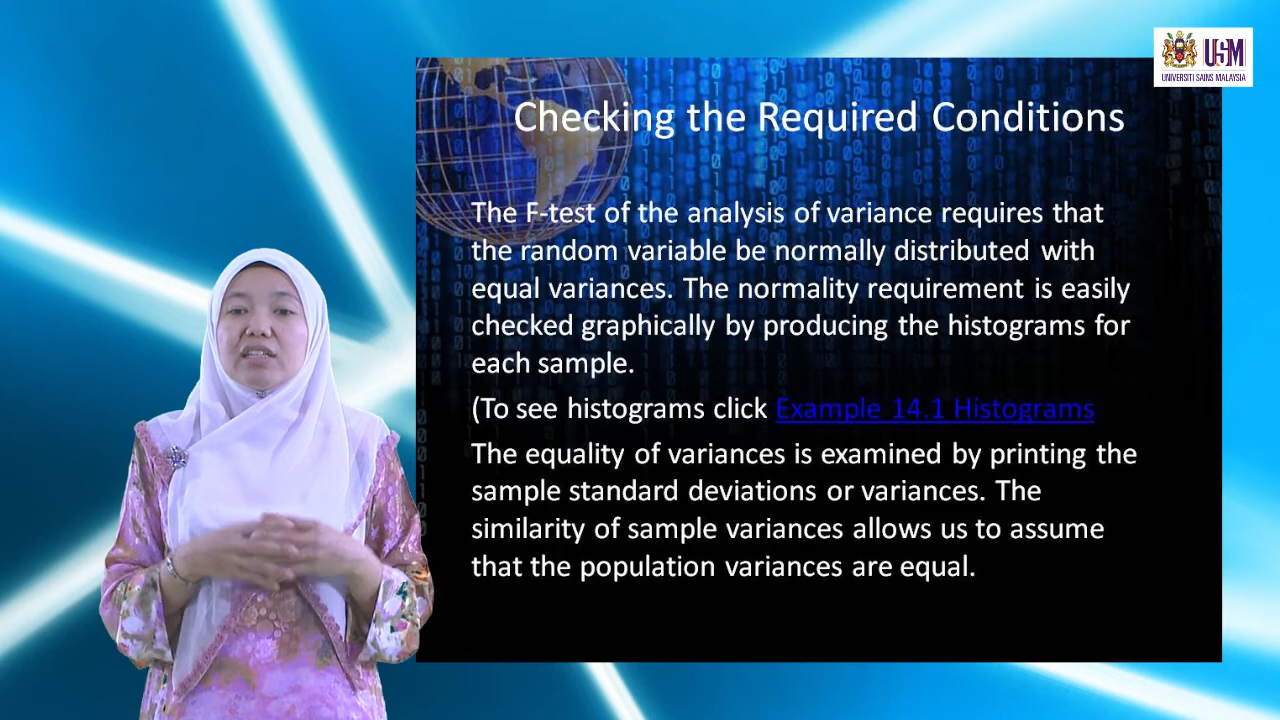 USM
UNIVERSITI SAINS MALAYSIA
Checking the Required Conditions
The F-test of the analysis of variance requires that
the random variable be normally distributed with
equal variances. The normality requirement is easily
checked graphically by producing the histograms for
each sample.
(To see histograms click Example 14.1 Histograms
The equality of variances is examined by printing the
sample standard deviations or variances. The
similarity of sample variances allows us to assume
that the population variances are equal.